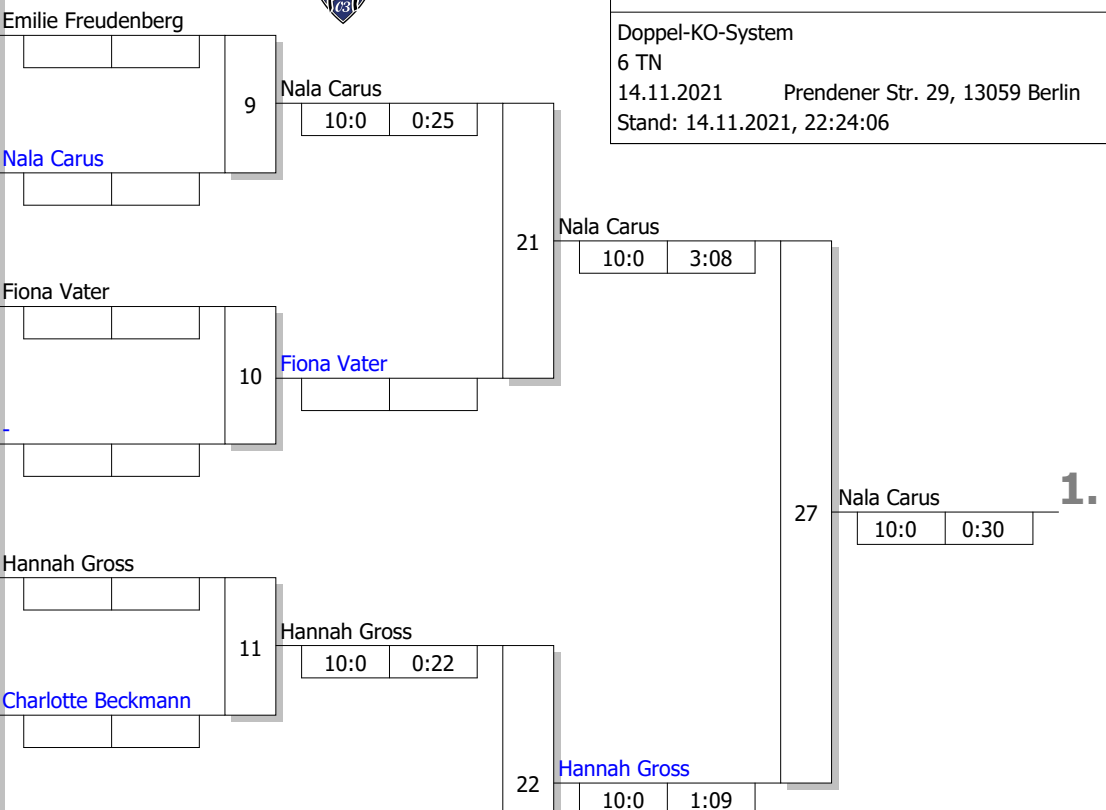 C3
Doppel-KO-System
6 TN
14.11.2021 Prendener Str. 29, 13059 Berlin
Stand: 14.11.2021, 22:24:06
Emilie Freudenberg
9
Nala Carus
10:0 0:25
Nala Carus
21
Nala Carus
10:0 3:08
Fiona Vater
10
Fiona Vater
-
27
Nala Carus
10:0 0:30
1.
Hannah Gross
11
Hannah Gross
10:0 0:22
Charlotte Beckmann
22
Hannah Gross
10:0 1:09